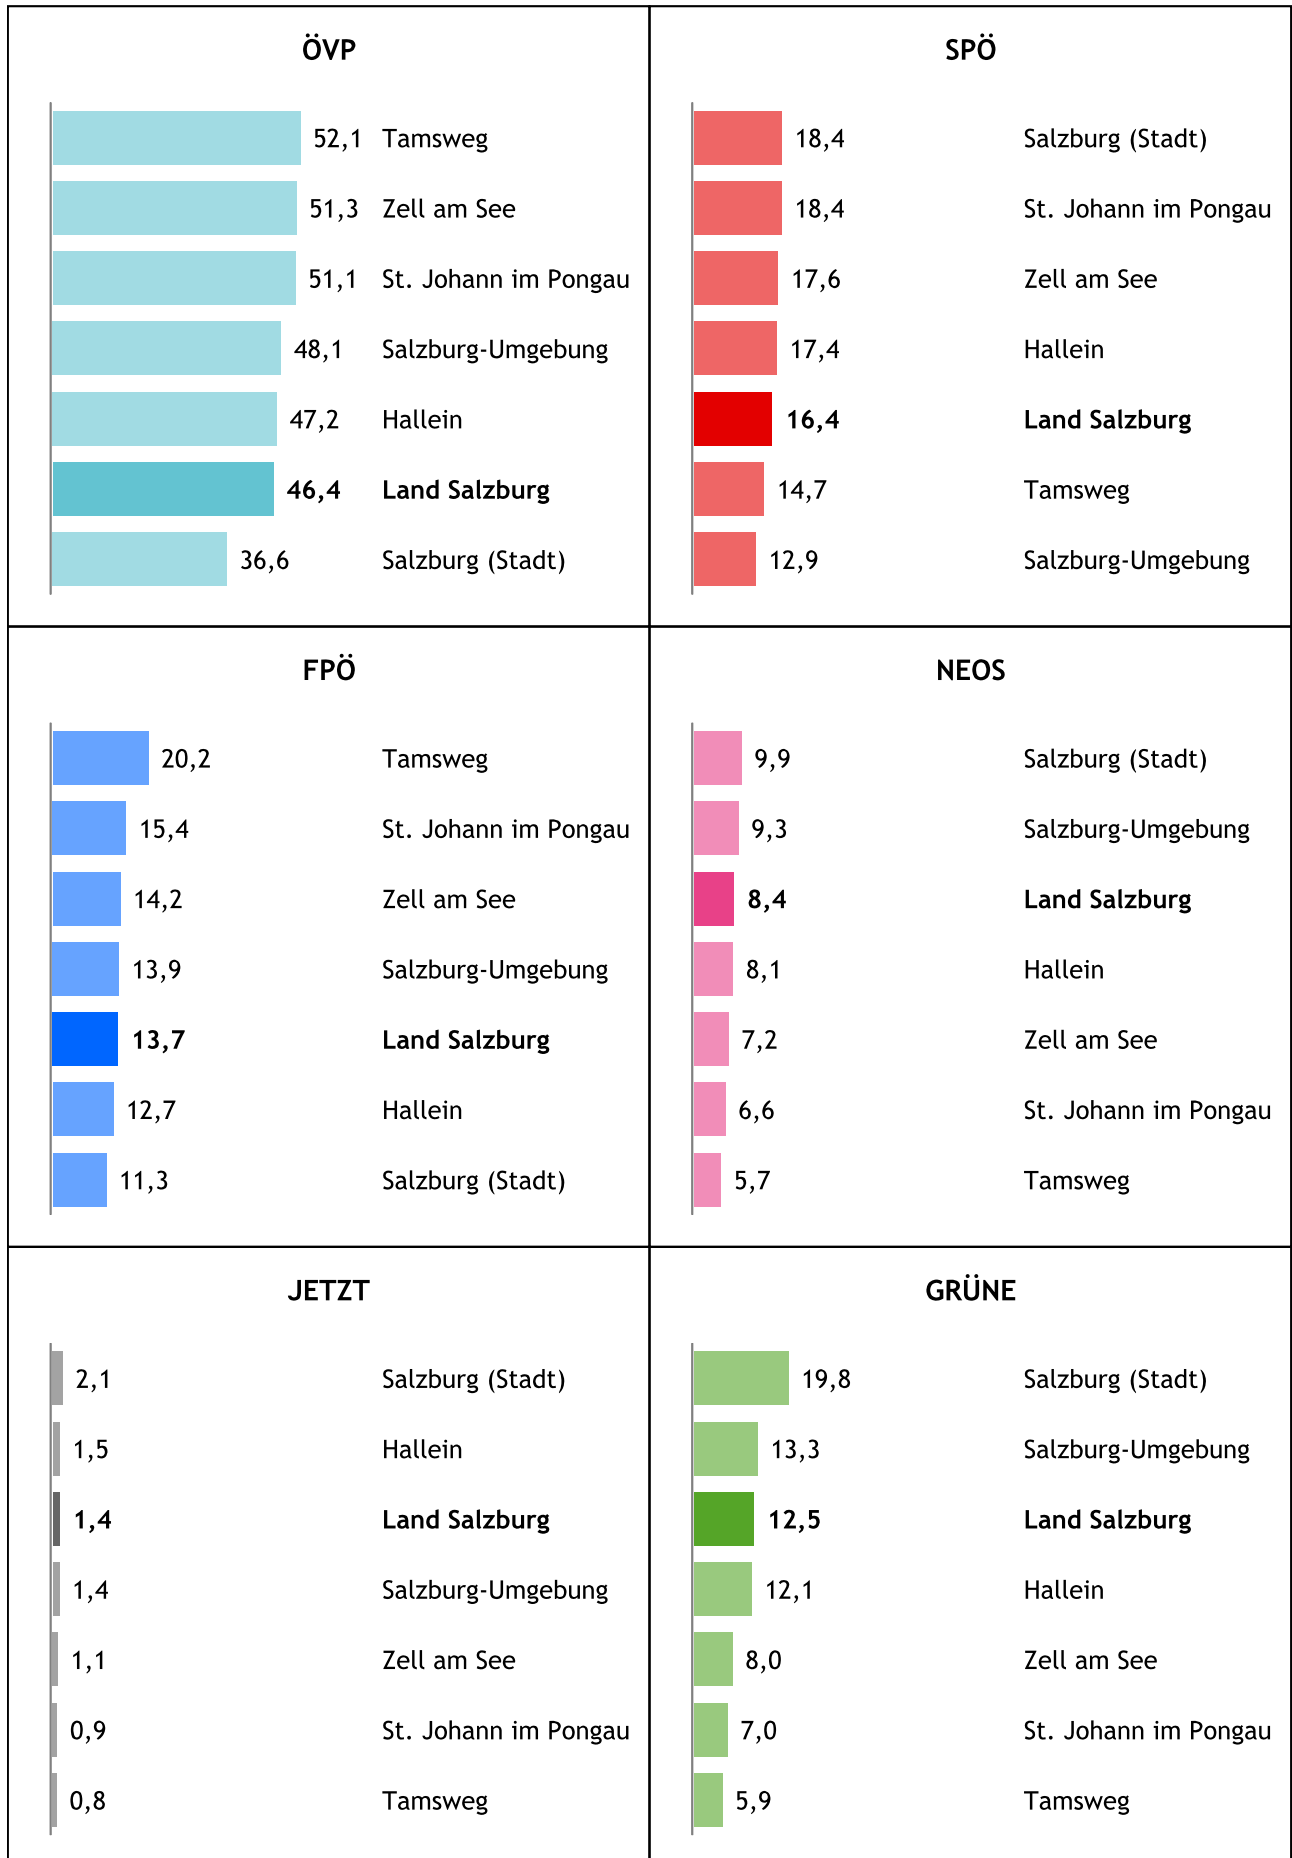 ÖVP
52,1 Tamsweg
51,3 Zell am See
51,1 St. Johann im Pongau
48,1 Salzburg-Umgebung
47,2 Hallein
46,4 Land Salzburg
36,6 Salzburg (Stadt)
SPÖ
18,4 Salzburg (Stadt)
18,4 St. Johann im Pongau
17,6 Zell am See
17,4 Hallein
16,4 Land Salzburg
14,7 Tamsweg
12,9 Salzburg-Umgebung
FPÖ
20,2 Tamsweg
15,4 St. Johann im Pongau
14,2 Zell am See
13,9 Salzburg-Umgebung
13,7 Land Salzburg
12,7 Hallein
11,3 Salzburg (Stadt)
NEOS
9,9 Salzburg (Stadt)
9,3 Salzburg-Umgebung
8,4 Land Salzburg
8,1 Hallein
7,2 Zell am See
6,6 St. Johann im Pongau
5,7 Tamsweg
JETZT
2,1 Salzburg (Stadt)
1,5 Hallein
1,4 Land Salzburg
1,4 Salzburg-Umgebung
1,1 Zell am See
0,9 St. Johann im Pongau
0,8 Tamsweg
GRÜNE
19,8 Salzburg (Stadt)
13,3 Salzburg-Umgebung
12,5 Land Salzburg
12,1 Hallein
8,0 Zell am See
7,0 St. Johann im Pongau
5,9 Tamsweg